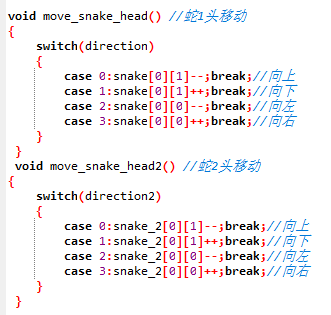 void move_snake_head() //蛇1头移动
{
switch(direction)
{
case 0:snake[0][1]--;break;//向上
case 1:snake[0][1]++;break;//向下
case 2:snake[0][0]--;break;//向左
case 3:snake[0][0]++;break;//向右
}
}
void move_snake_head2() //蛇2头移动
{
switch(direction2)
{
case 0:snake_2[0][1]--;break;//向上
case 1:snake_2[0][1]++;break;//向下
case 2:snake_2[0][0]--;break;//向左
case 3:snake_2[0][0]++;break;//向右
}
}